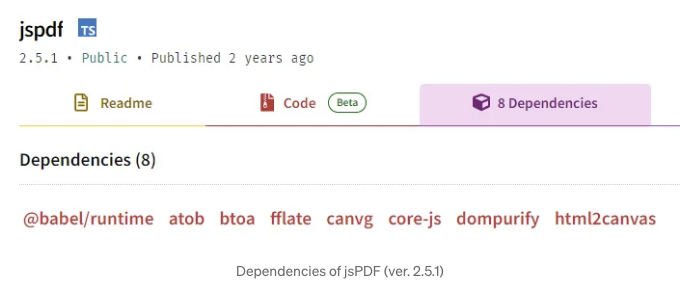 jspdf TS
2.5.1 • Public • Published 2 years ago
Readme Code Beta 8 Dependencies
Dependencies (8)
@babel/runtime atob btoa fflate canvg core-js dompurify html2canvas
Dependencies of jsPDF (ver. 2.5.1)